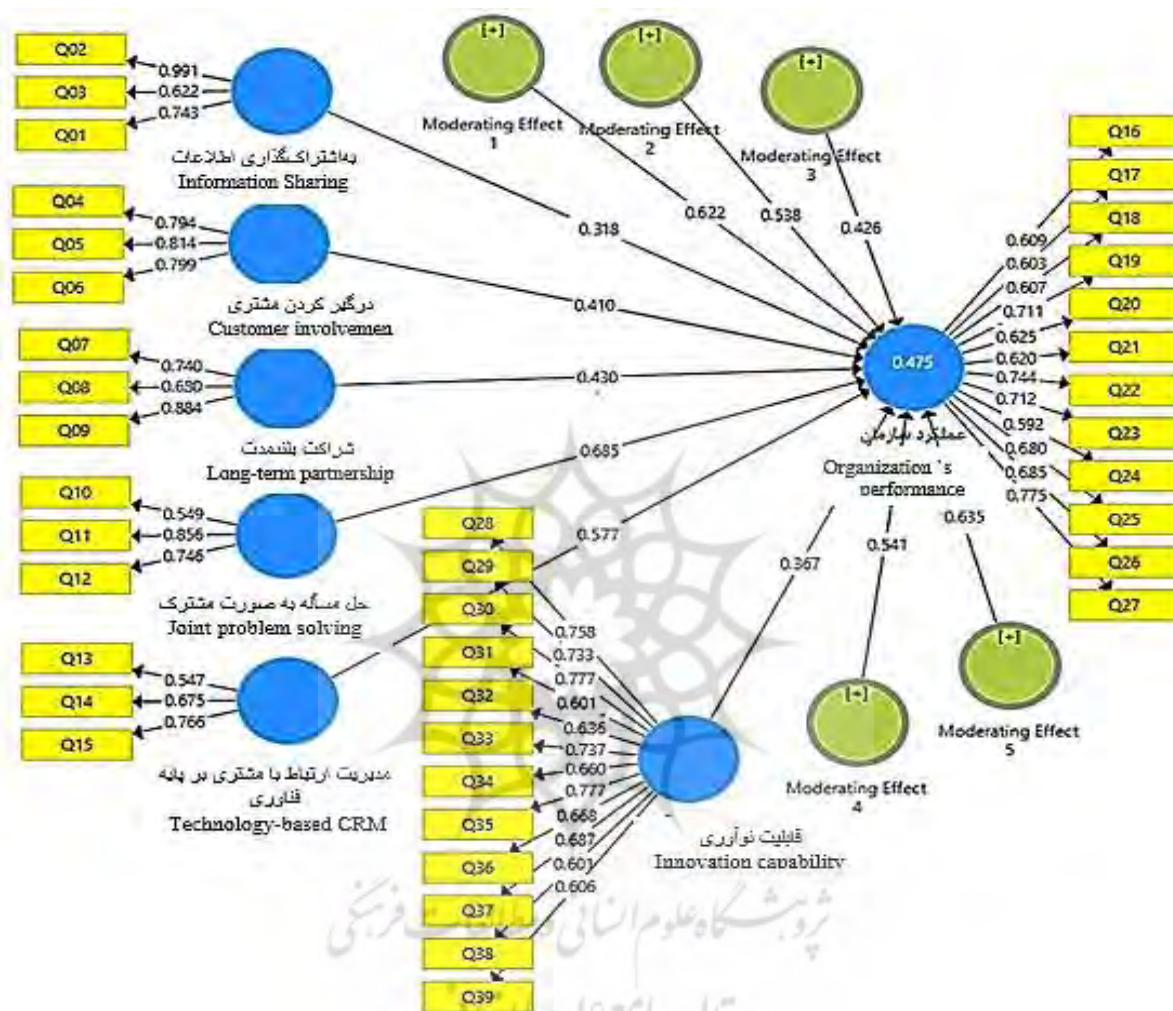 Q02
Q03
Q01
0.991
0.622
0.743
به‌اشتراک‌گذاری اطلاعات
Information Sharing
Q04
Q05
Q06
0.794
0.814
0.799
درگیر کردن مشتری
Customer involvemen
Q07
Q08
Q09
0.740
0.630
0.884
شراکت بلندمدت
Long-term partnership
Q10
Q11
Q12
0.549
0.856
0.746
حل مسأله به صورت مشترک
Joint problem solving
Q13
Q14
Q15
0.547
0.675
0.766
مدیریت ارتباط با مشتری بر پایه
فناوری
Technology-based CRM
[+]
Moderating Effect
1
[+]
Moderating Effect
2
[+]
Moderating Effect
3
0.318
0.622
0.538
0.426
0.410
0.430
0.685
0.577
0.475
عملکرد سازمان
Organization `s
performance
Q16
Q17
Q18
Q19
Q20
Q21
Q22
Q23
Q24
Q25
Q26
Q27
0.609
0.603
0.607
0.711
0.625
0.620
0.744
0.712
0.592
0.680
0.685
0.775
0.367
0.541
0.635
[+]
Moderating Effect
4
[+]
Moderating Effect
5
Q28
Q29
Q30
Q31
Q32
Q33
Q34
Q35
Q36
Q37
Q38
Q39
0.758
0.733
0.777
0.601
0.635
0.737
0.660
0.777
0.668
0.687
0.601
0.606
قابلیت نوآرری
Innovation capability
پژوهشگاه علوم انسانی و مطالعات فرهنگی